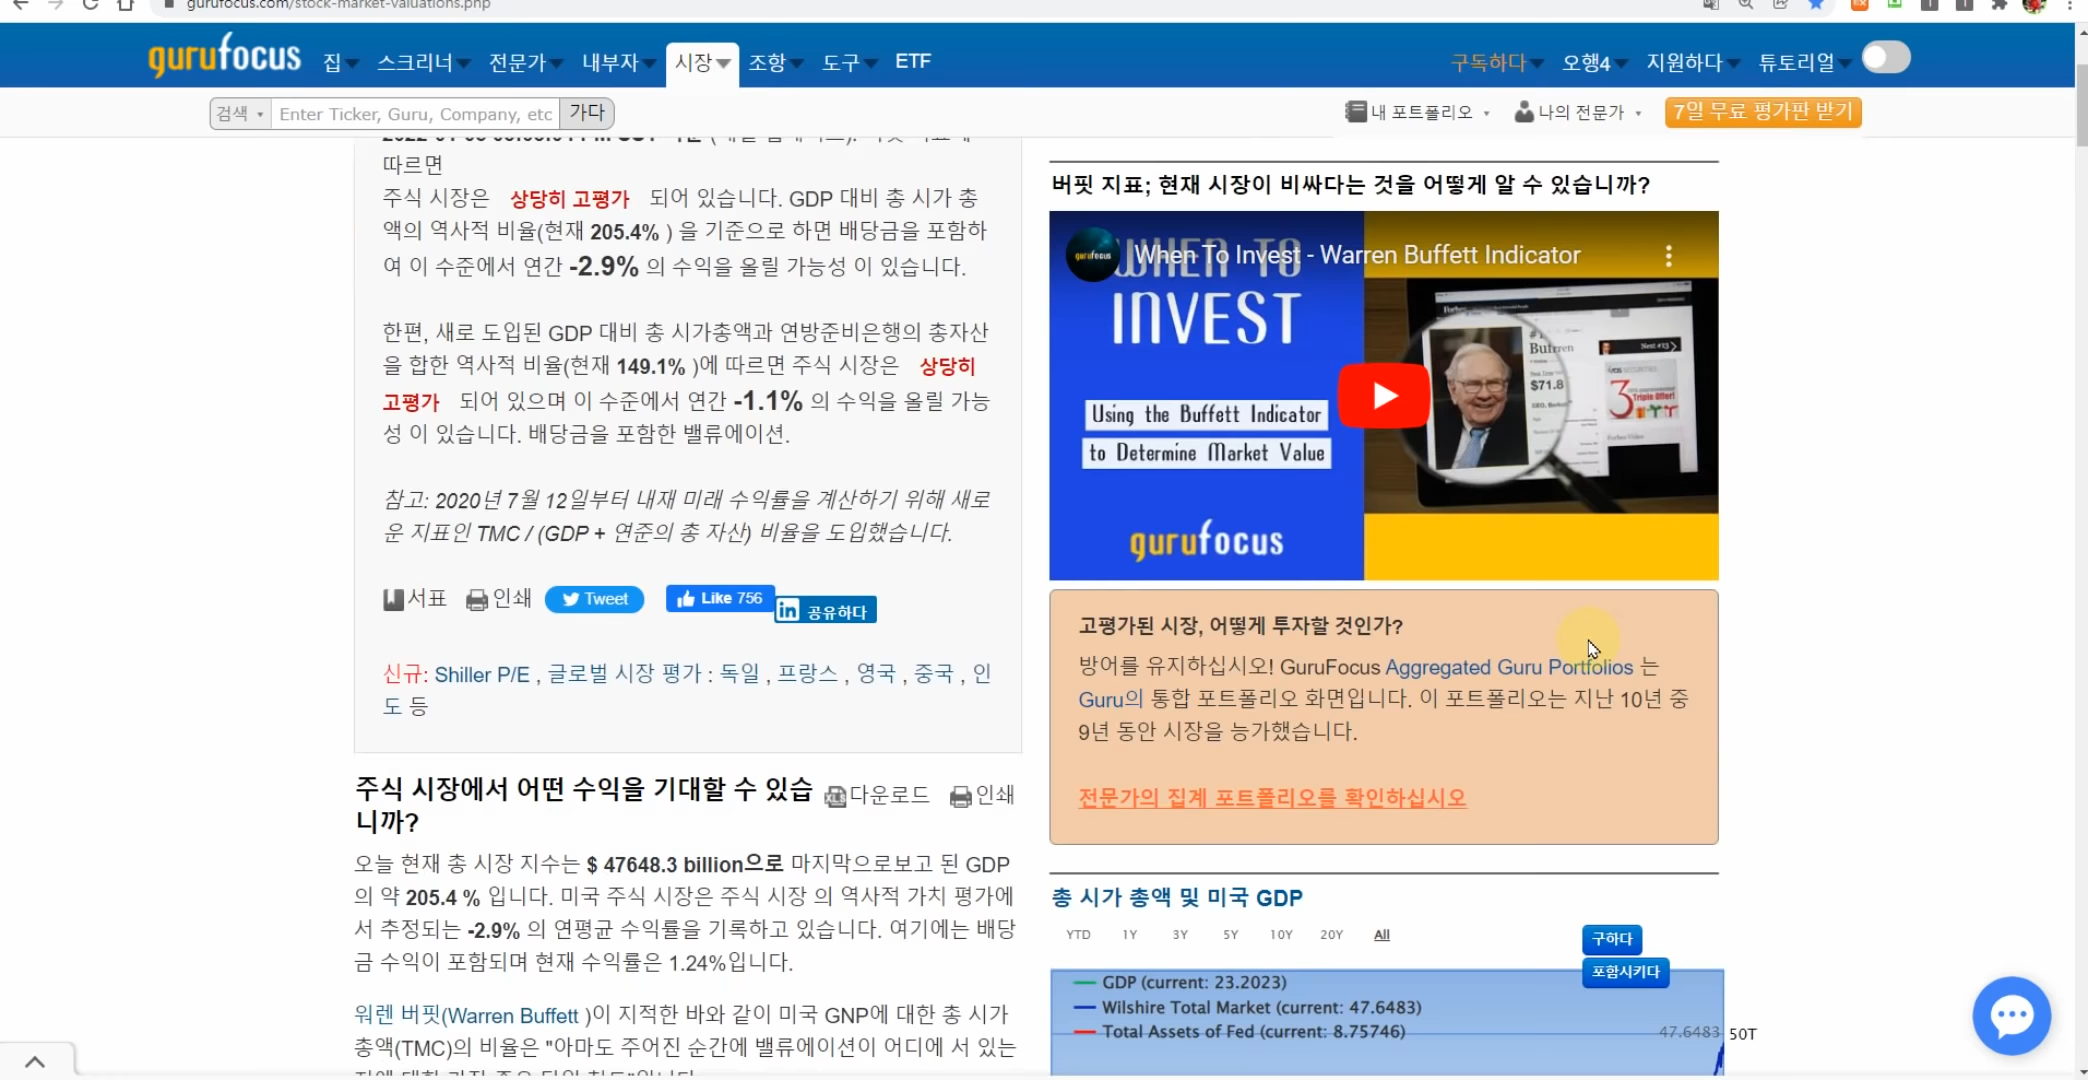 gurufocus.com/stock-market-valuations.php
gurufocus
집 스크리너 전문가 내부자 시장 조항 도구 ETF
구독하다 오행4 지원하다 튜토리얼
검색 Enter Ticker, Guru, Company, etc 가다
내 포트폴리오 나의 전문가 7일 무료 평가판 받기
따르면
주식 시장은 상당히 고평가 되어 있습니다. GDP 대비 총 시가 총
액의 역사적 비율(현재 205.4% ) 을 기준으로 하면 배당금을 포함하
여 이 수준에서 연간 -2.9% 의 수익을 올릴 가능성 이 있습니다.
한편, 새로 도입된 GDP 대비 총 시가총액과 연방준비은행의 총자산
을 합한 역사적 비율(현재 149.1% )에 따르면 주식 시장은 상당히
고평가 되어 있으며 이 수준에서 연간 -1.1% 의 수익을 올릴 가능
성 이 있습니다. 배당금을 포함한 밸류에이션.
참고: 2020년 7월 12일부터 내재 미래 수익률을 계산하기 위해 새로
운 지표인 TMC / (GDP + 연준의 총 자산) 비율을 도입했습니다.
서표 인쇄 Tweet Like 756 in 공유하다
신규: Shiller P/E , 글로벌 시장 평가 : 독일 , 프랑스 , 영국 , 중국 , 인
도 등
주식 시장에서 어떤 수익을 기대할 수 있습
니까?
다운로드 인쇄
오늘 현재 총 시장 지수는 $ 47648.3 billion으로 마지막으로보고 된 GDP
의 약 205.4 % 입니다. 미국 주식 시장은 주식 시장 의 역사적 가치 평가에
서 추정되는 -2.9% 의 연평균 수익률을 기록하고 있습니다. 여기에는 배당
금 수익이 포함되며 현재 수익률은 1.24%입니다.
워렌 버핏(Warren Buffett )이 지적한 바와 같이 미국 GNP에 대한 총 시가
총액(TMC)의 비율은 "아마도 주어진 순간에 밸류에이션이 어디에 서 있는
버핏 지표; 현재 시장이 비싸다는 것을 어떻게 알 수 있습니까?
gurufocus
When To Invest - Warren Buffett Indicator
WHEN TO
INVEST
Using the Buffett Indicator
to Determine Market Value
gurufocus
$71.8
Next #13
3
Triple Offer!
고평가된 시장, 어떻게 투자할 것인가?
방어를 유지하십시오! GuruFocus Aggregated Guru Portfolios 는
Guru의 통합 포트폴리오 화면입니다. 이 포트폴리오는 지난 10년 중
9년 동안 시장을 능가했습니다.
전문가의 집계 포트폴리오를 확인하십시오
총 시가 총액 및 미국 GDP
YTD 1Y 3Y 5Y 10Y 20Y All
구하다
포함시키다
GDP (current: 23.2023)
Wilshire Total Market (current: 47.6483)
Total Assets of Fed (current: 8.75746)
47.6483 50T